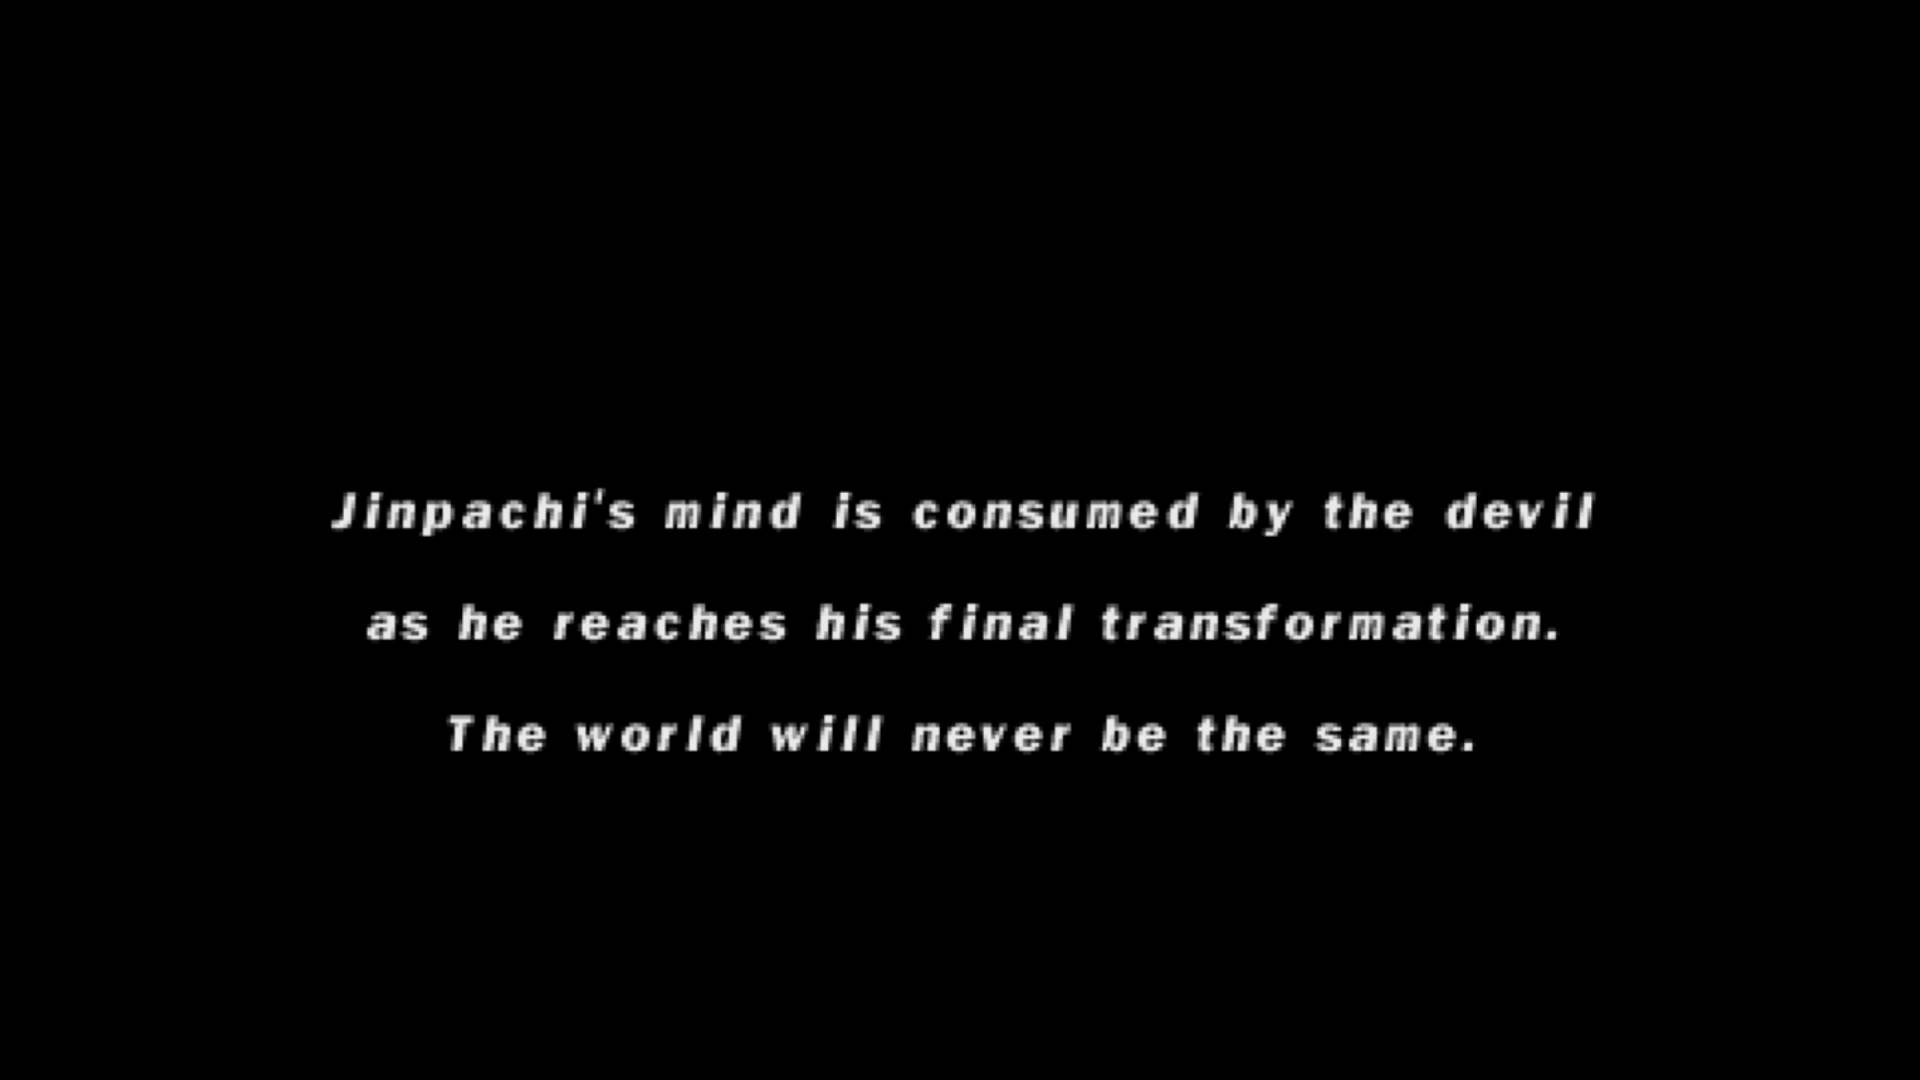 Jinpachi's mind is consumed by the devil
as he reaches his final transformation.
The world will never be the same.